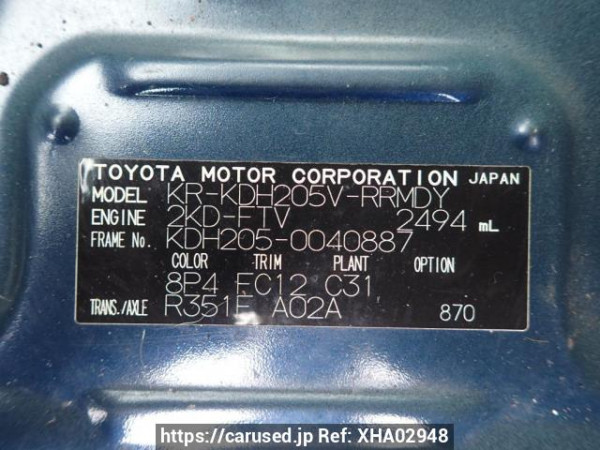 TOYOTA MOTOR CORPORATION JAPAN
MODEL KR-KDH205V-RRMDY
ENGINE 2KD-FTV 2494 mL
FRAME No. KDH205-0040887
COLOR TRIM PLANT OPTION
8P4 FC12 C31
TRANS./AXLE R351F A02A 870
https://carused.jp Ref: XHA02948